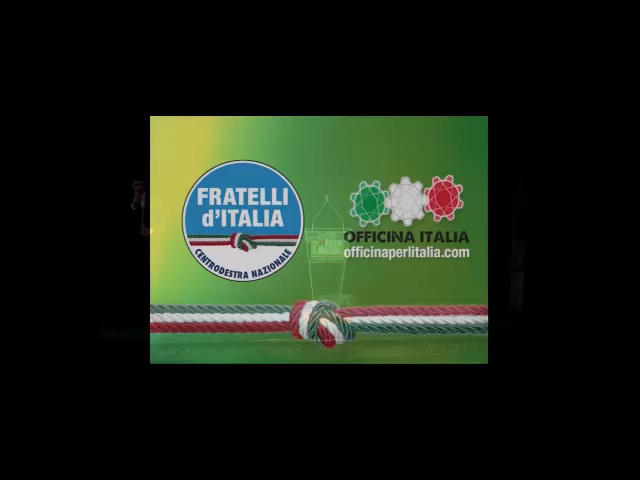 FRATELLI
d'ITALIA
CENTRODESTRA NAZIONALE
OFFICINA ITALIA
officinaperlitalia.com